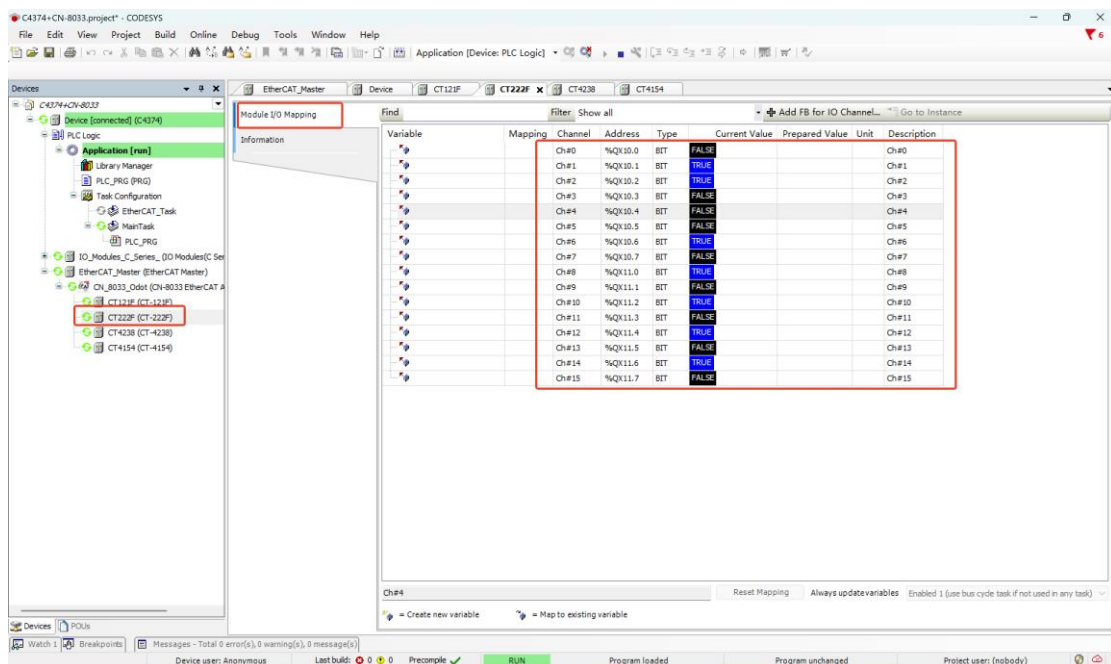 C4374+CN-8033.project* - CODESYS
File Edit View Project Build Online Debug Tools Window Help
Application [Device: PLC Logic]
6
Devices
EtherCAT_Master Device CT121F CT222F CT4238 CT4154
C4374+CN-8033
Device [connected] (C4374)
PLC Logic
Application [run]
Library Manager
PLC_PRG (PRG)
Task Configuration
EtherCAT_Task
MainTask
PLC_PRG
IO_Modules_C_Series_ (IO Modules(C Ser
EtherCAT_Master (EtherCAT Master)
CN_8033_Odot (CN-8033 EtherCAT A
CT121F (CT-121F)
CT222F (CT-222F)
CT4238 (CT-4238)
CT4154 (CT-4154)
Module I/O Mapping
Information
Find Filter Show all Add FB for IO Channel... Go to Instance
Variable Mapping Channel Address Type Current Value Prepared Value Unit Description
Ch#0 %QX10.0 BIT FALSE Ch#0
Ch#1 %QX10.1 BIT TRUE Ch#1
Ch#2 %QX10.2 BIT TRUE Ch#2
Ch#3 %QX10.3 BIT FALSE Ch#3
Ch#4 %QX10.4 BIT FALSE Ch#4
Ch#5 %QX10.5 BIT FALSE Ch#5
Ch#6 %QX10.6 BIT TRUE Ch#6
Ch#7 %QX10.7 BIT FALSE Ch#7
Ch#8 %QX11.0 BIT TRUE Ch#8
Ch#9 %QX11.1 BIT FALSE Ch#9
Ch#10 %QX11.2 BIT TRUE Ch#10
Ch#11 %QX11.3 BIT FALSE Ch#11
Ch#12 %QX11.4 BIT TRUE Ch#12
Ch#13 %QX11.5 BIT FALSE Ch#13
Ch#14 %QX11.6 BIT TRUE Ch#14
Ch#15 %QX11.7 BIT FALSE Ch#15
Ch#4 Reset Mapping Always update variables Enabled 1 (use bus cycle task if not used in any task)
= Create new variable = Map to existing variable
Devices POUs
Watch 1 Breakpoints Messages - Total 0 error(s), 0 warning(s), 0 message(s)
Device user: Anonymous Last build: 0 0 Precompile RUN Program loaded Program unchanged Project user: (nobody)